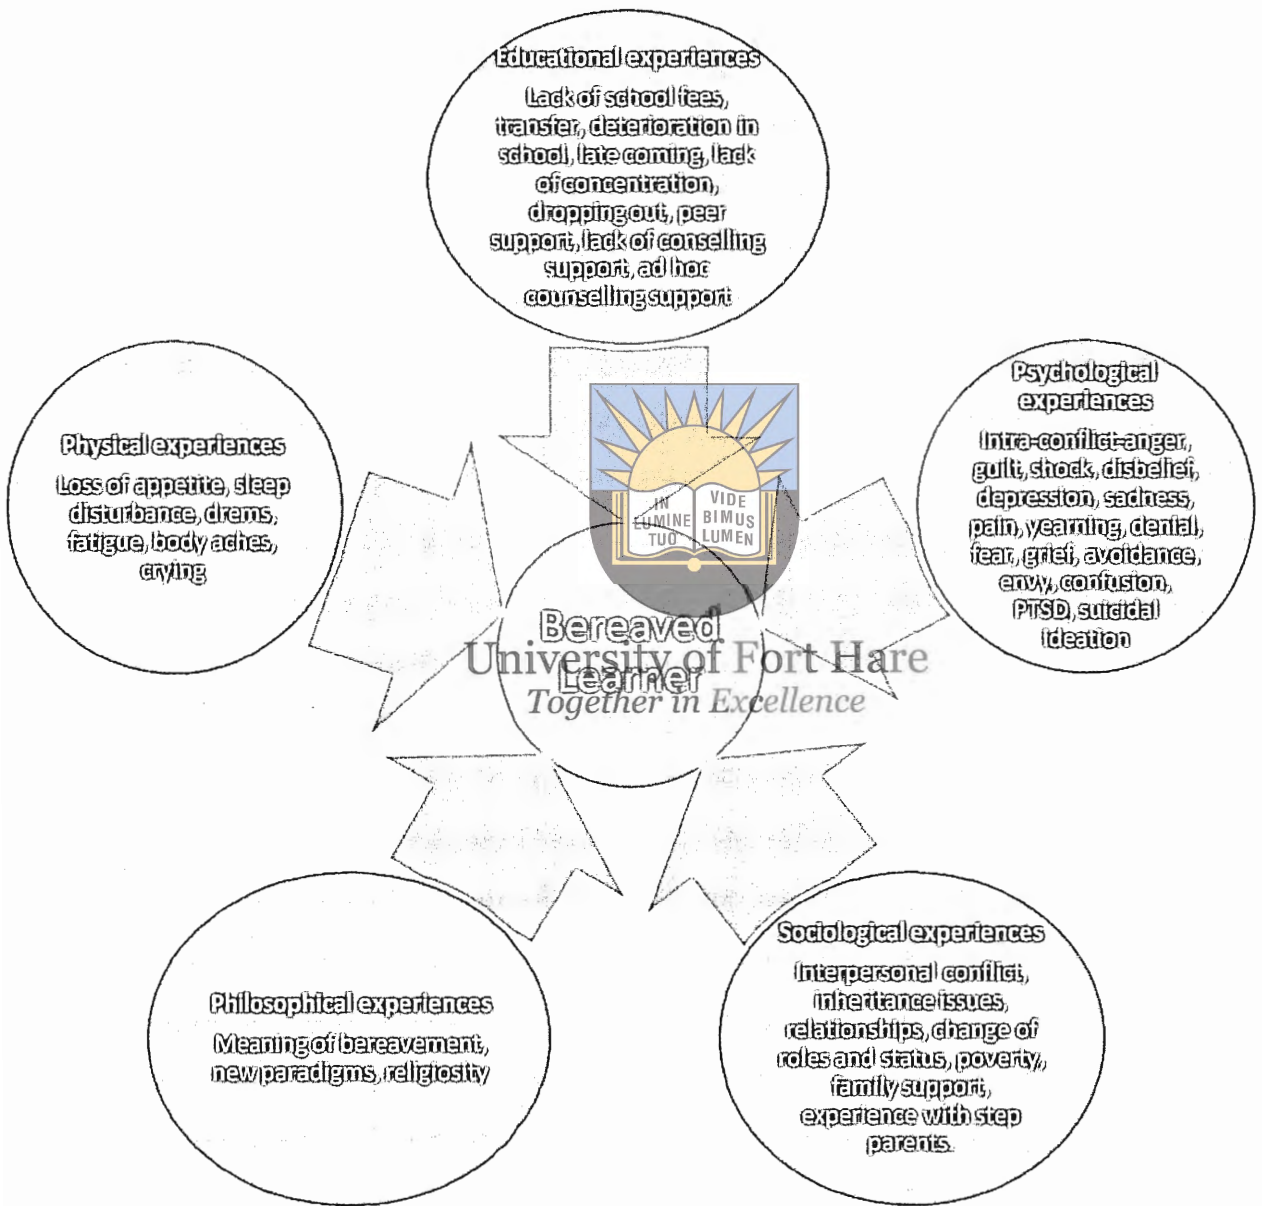 Educational experiences
Lack of school fees,
transfer, deterioration in
school, late coming, lack
of concentration,
dropping out, peer
support, lack of conselling
support, ad hoc
counselling support
Physical experiences
Loss of appetite, sleep
disturbance, drems,
fatigue, body aches,
crying
Psychological
experiences
Intra-conflict-anger,
guilt, shock, disbelief,
depression, sadness,
pain, yearning, denial,
fear, grief, avoidance,
envy, confusion,
PTSD, suicidal
ideation
IN
LUMINE
TUO
VIDE
BIMUS
LUMEN
Bereaved
Learner
University of Fort Hare
Together in Excellence
Philosophical experiences
Meaning of bereavement,
new paradigms, religiosity
Sociological experiences
Interpersonal conflict,
inheritance issues,
relationships, change of
roles and status, poverty,
family support,
experience with step
parents.